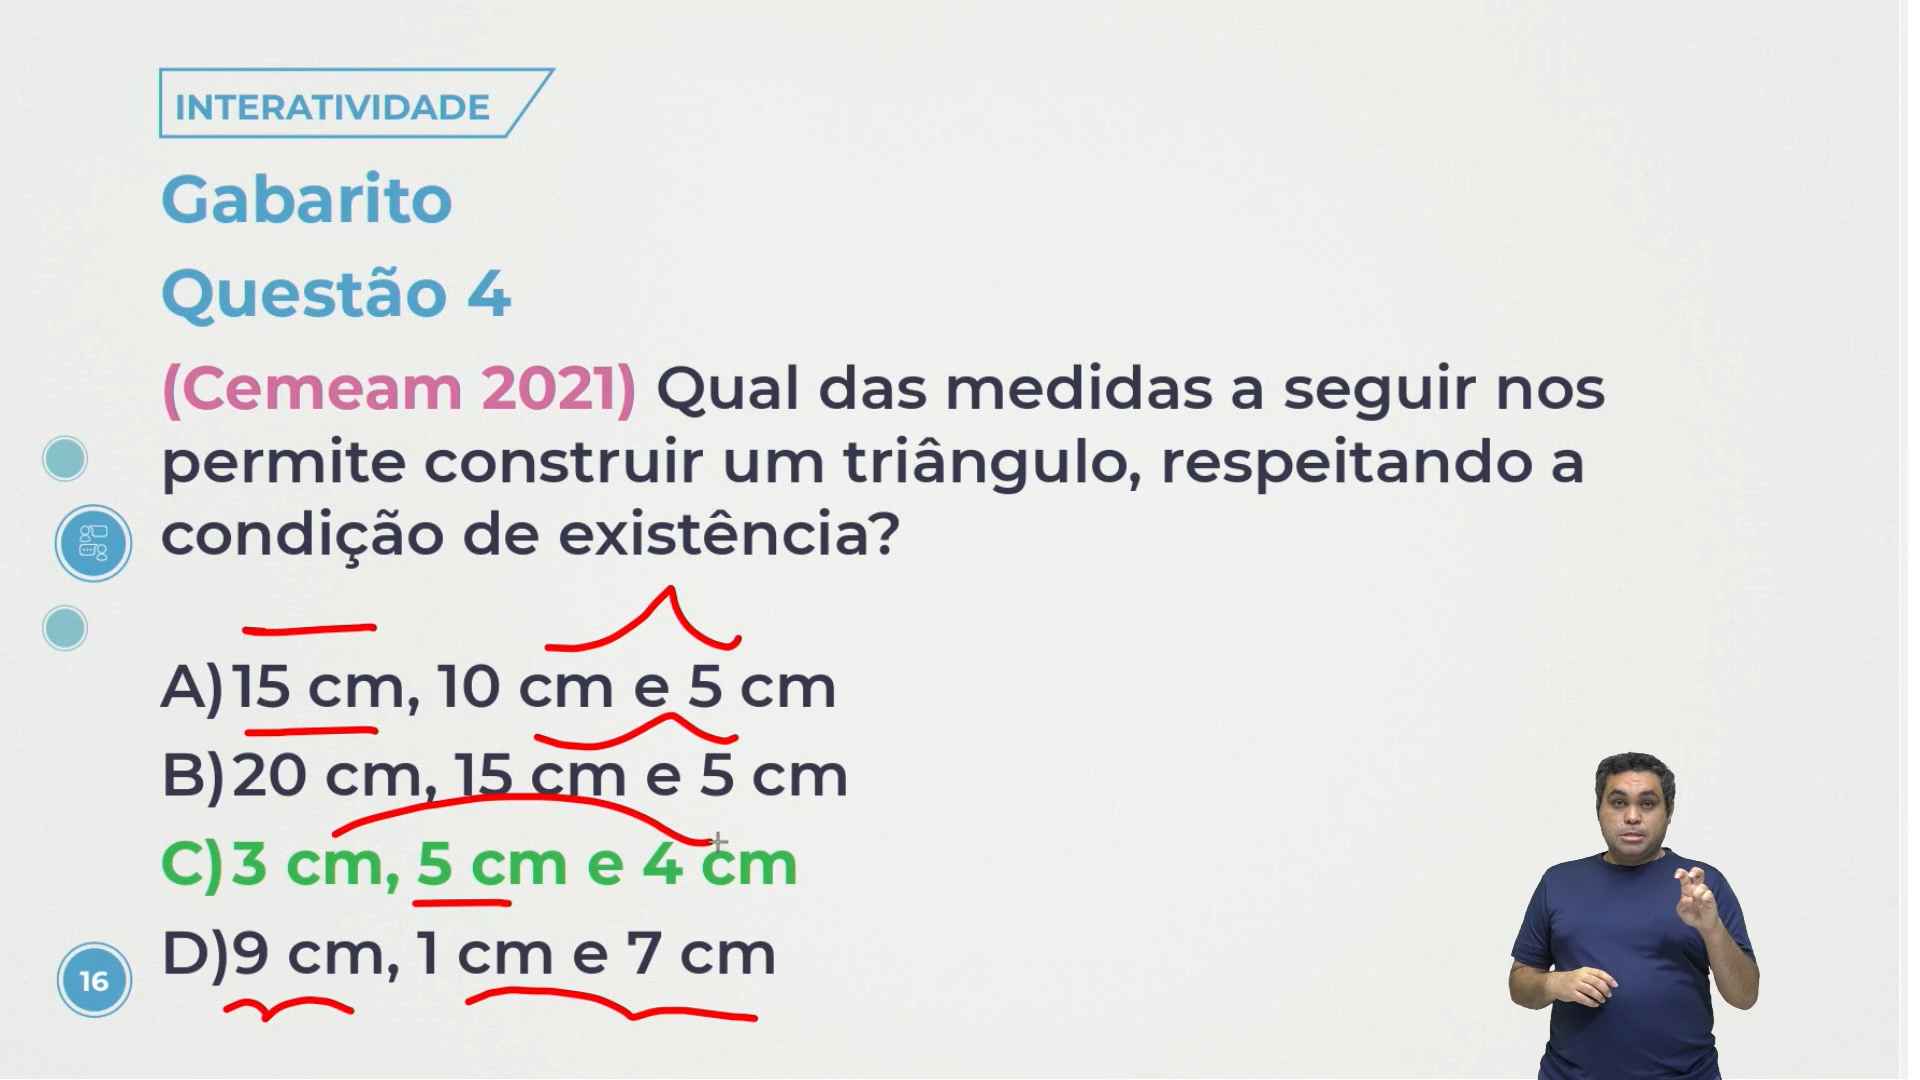 INTERATIVIDADE
Gabarito
Questão 4
(Cemeam 2021) Qual das medidas a seguir nos
permite construir um triângulo, respeitando a
condição de existência?
A) 15 cm, 10 cm e 5 cm
B) 20 cm, 15 cm e 5 cm
C) 3 cm, 5 cm e 4 cm
D) 9 cm, 1 cm e 7 cm
16